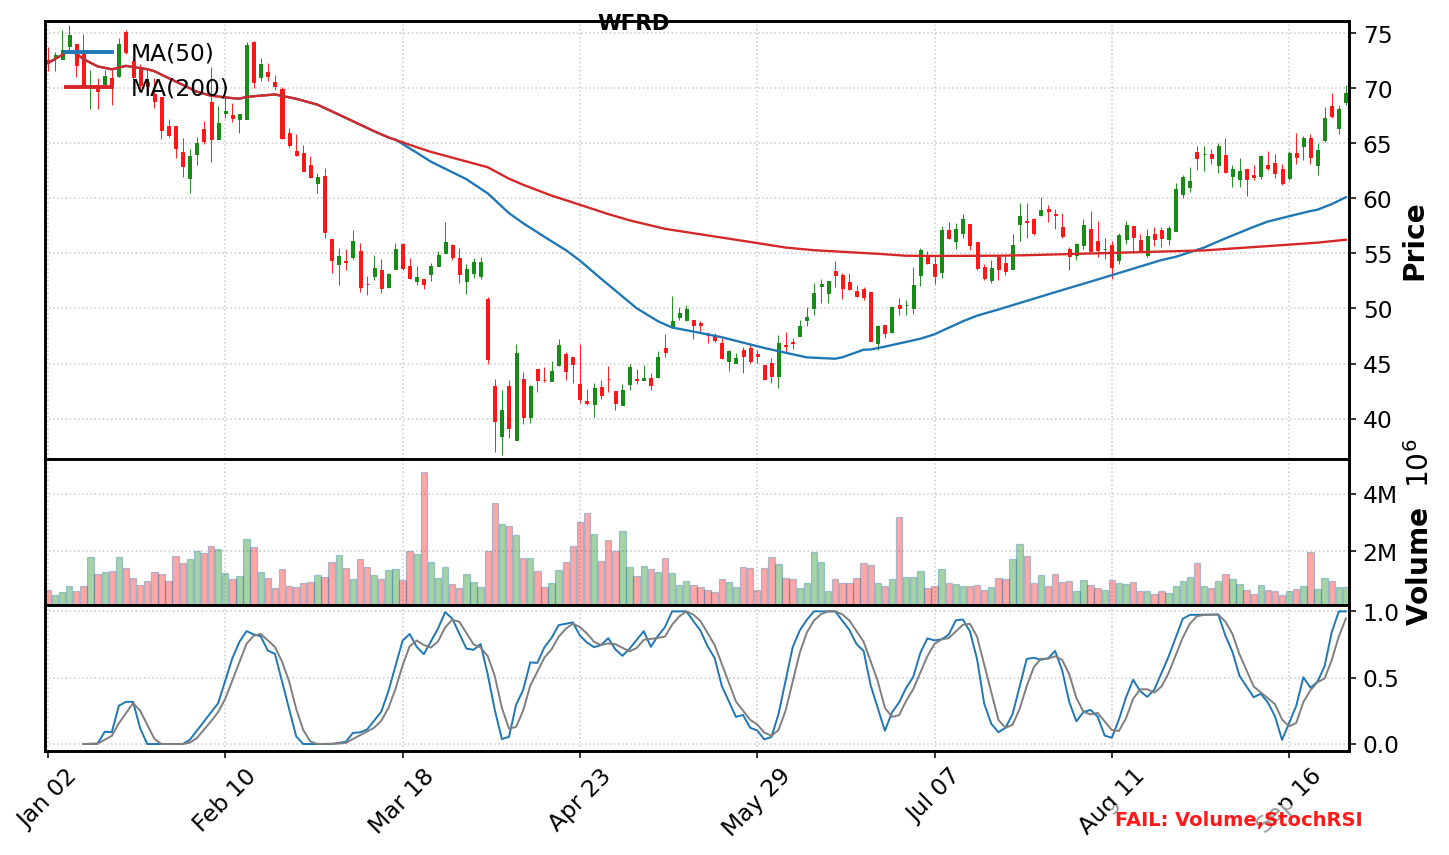 WFRD
MA(50)
MA(200)
75
70
65
60
55
50
45
40
Price
4M
2M
Volume 10⁶
1.0
0.5
0.0
Jan 02
Feb 10
Mar 18
Apr 23
May 29
Jul 07
Aug 11
Sep 16
FAIL: Volume,StochRSI